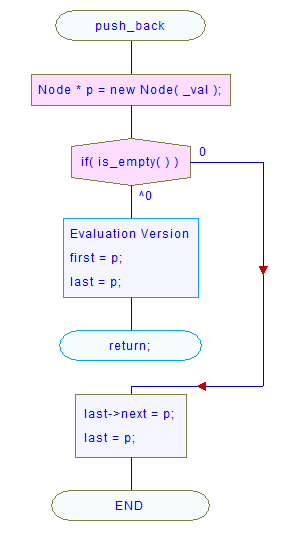 push_back
Node * p = new Node( _val );
if( is_empty( ) )
0
^0
Evaluation Version
first = p;
last = p;
return;
last->next = p;
last = p;
END